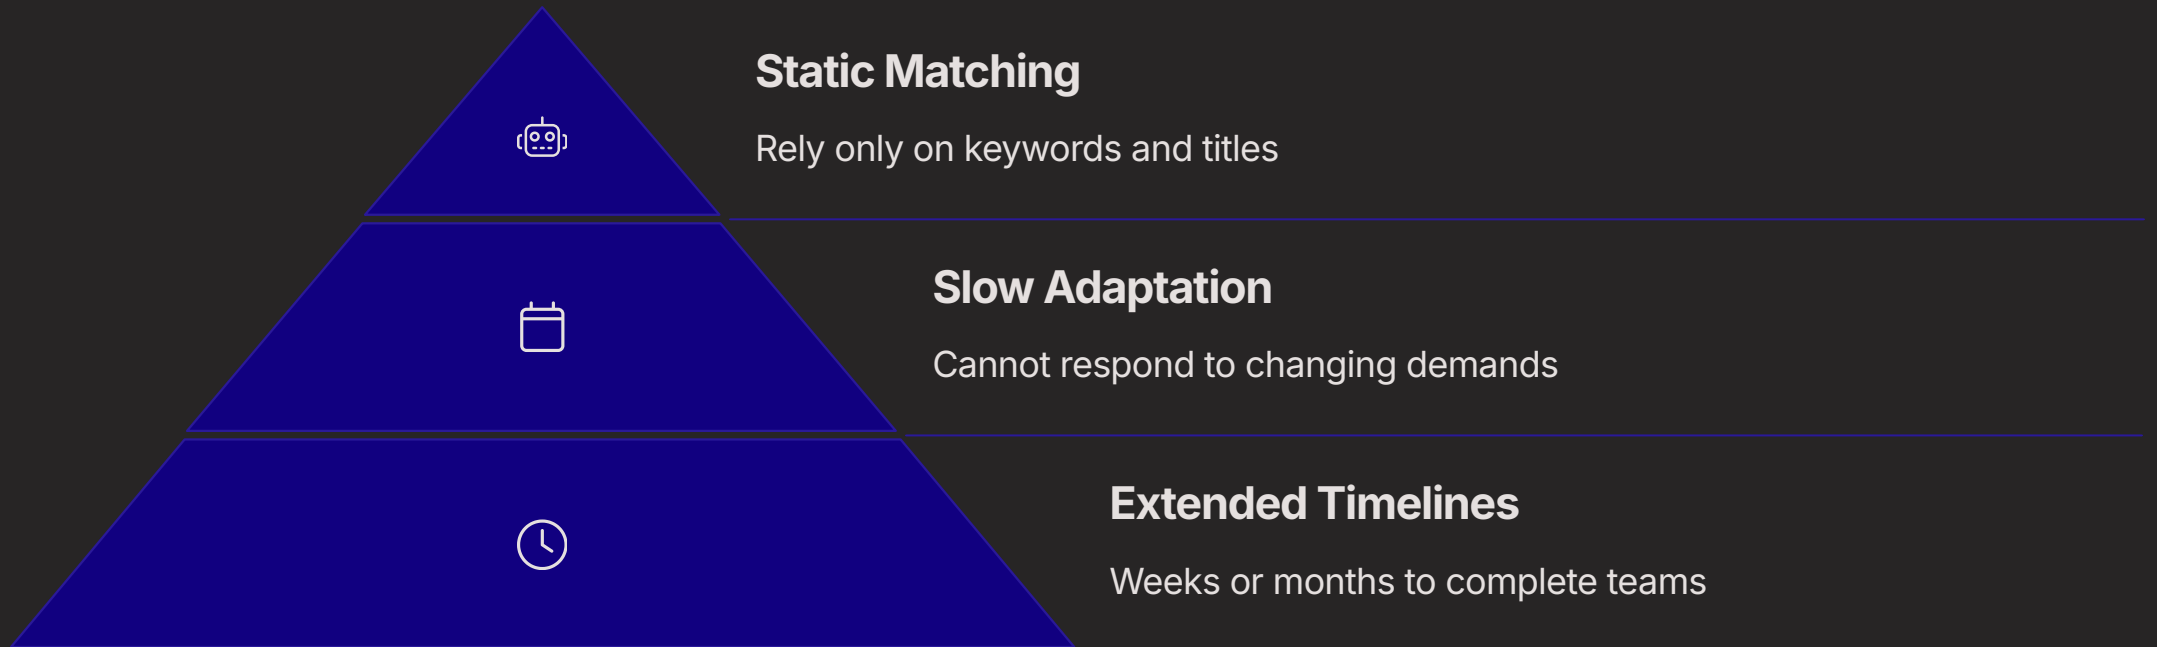 Static Matching
Rely only on keywords and titles
Slow Adaptation
Cannot respond to changing demands
Extended Timelines
Weeks or months to complete teams